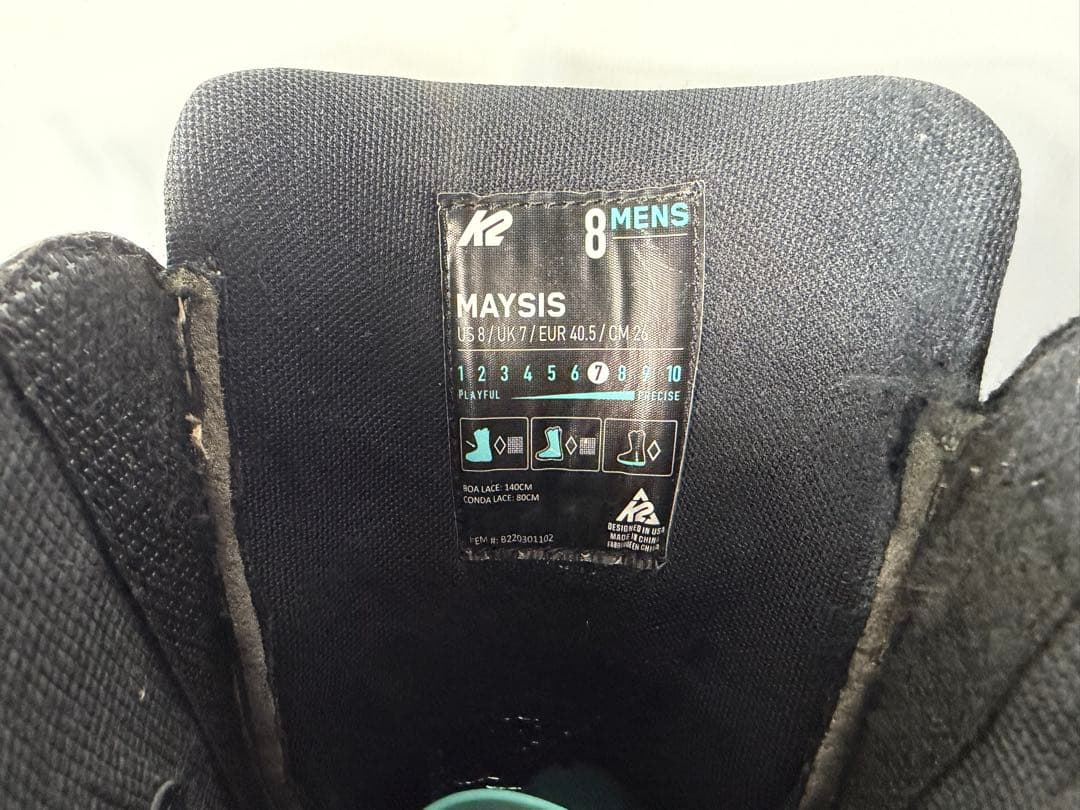 K2
8 MENS
MAYSIS
US 8 / UK 7 / EUR 40.5 / CM 26
1 2 3 4 5 6 7 8 9 10
PLAYFUL PRECISE
BOA LACE: 140CM
CONDA LACE: 80CM
K2
DESIGNED IN USA
MADE IN CHINA
ITEM #: B220301102